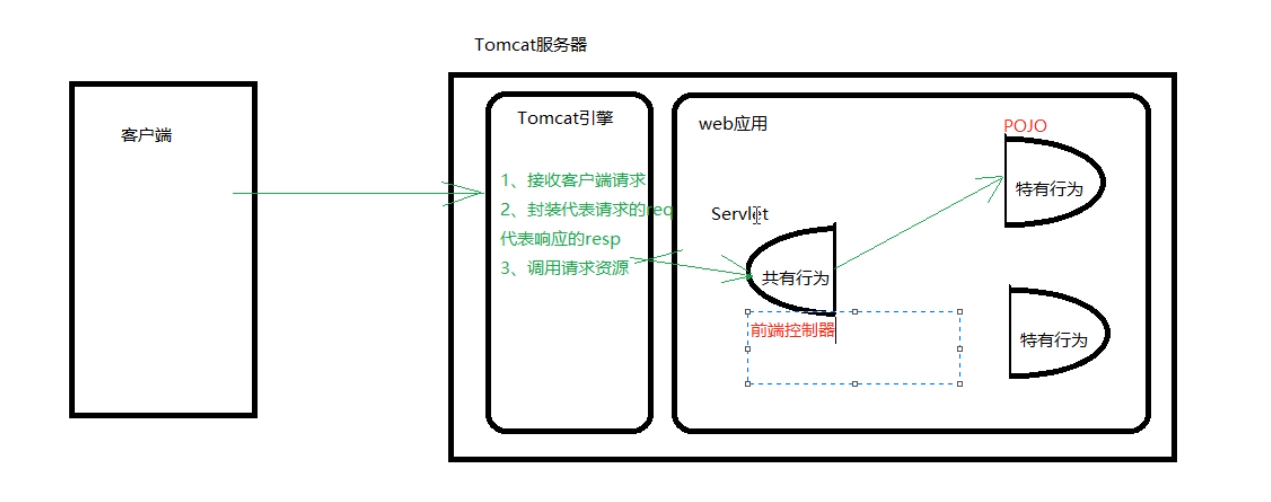 Tomcat服务器
客户端
Tomcat引擎
1、接收客户端请求
2、封装代表请求的req
代表响应的resp
3、调用请求资源
web应用
Servlet
共有行为
前端控制器
POJO
特有行为
特有行为